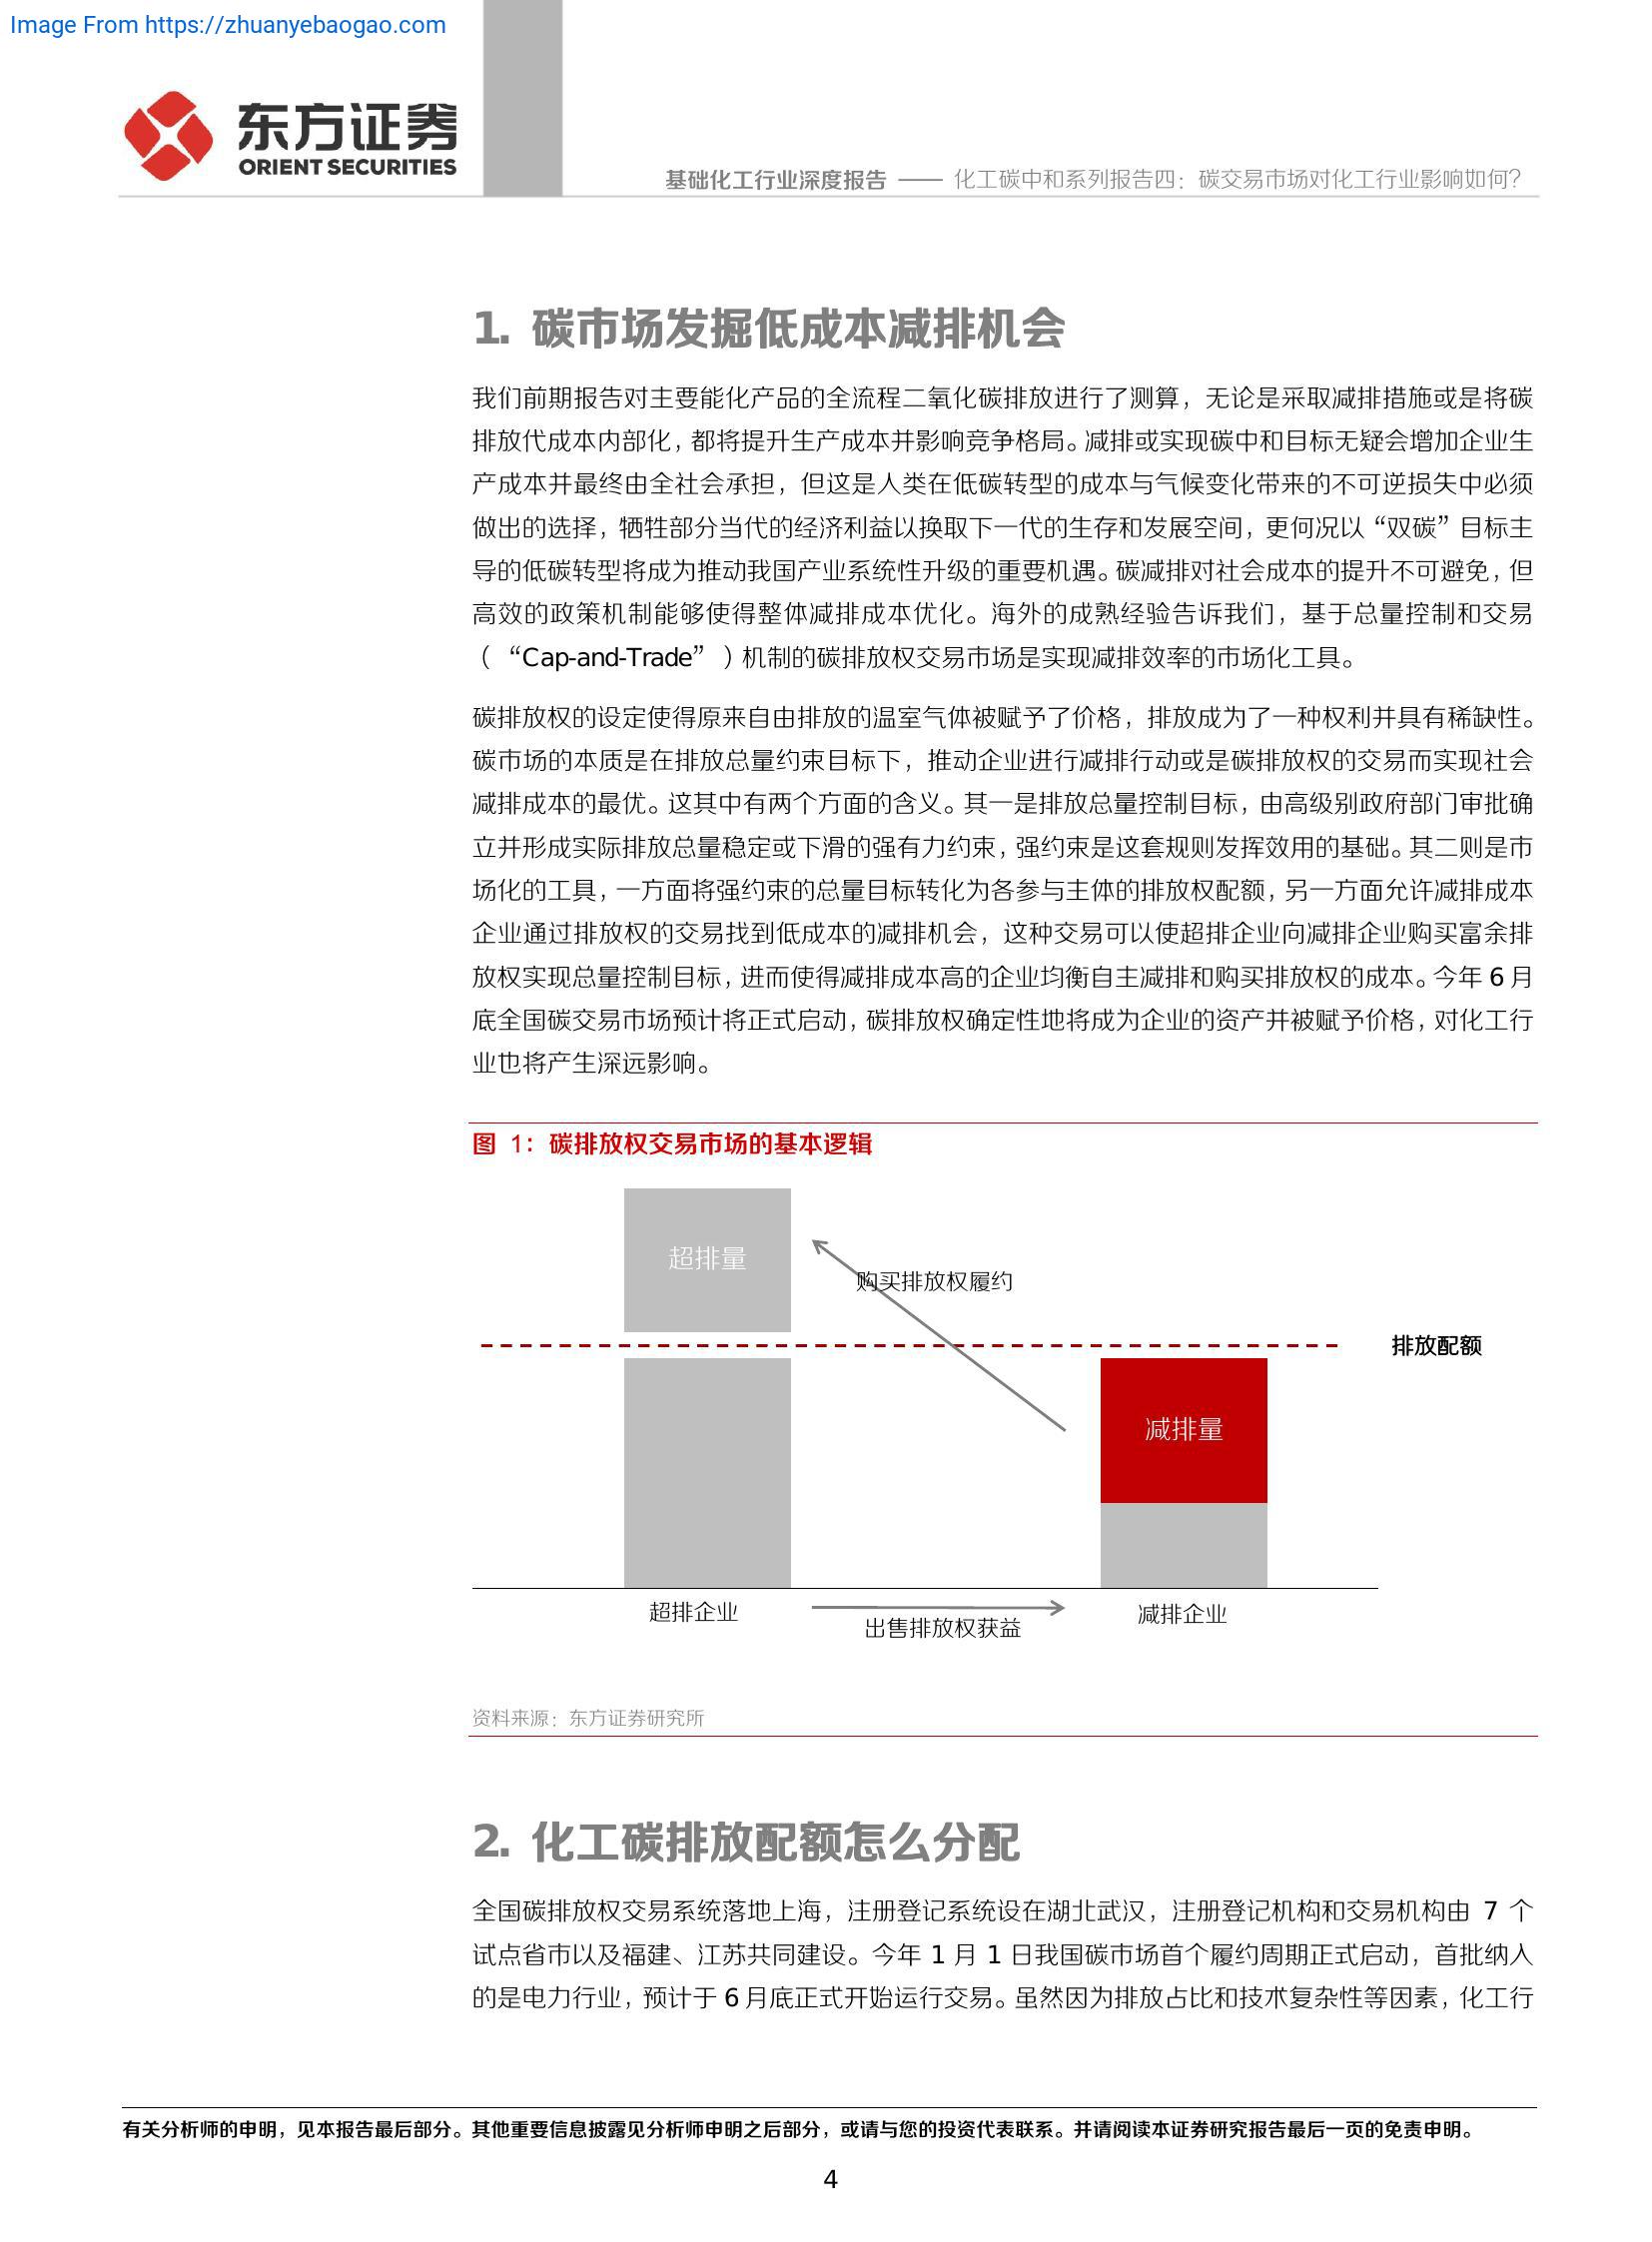 Image From https://zhuanyebaogao.com
东方证券
ORIENT SECURITIES
基础化工行业深度报告 —— 化工碳中和系列报告四：碳交易市场对化工行业影响如何？
1. 碳市场发掘低成本减排机会
我们前期报告对主要能化产品的全流程二氧化碳排放进行了测算，无论是采取减排措施或是将碳
排放代成本内部化，都将提升生产成本并影响竞争格局。减排或实现碳中和目标无疑会增加企业生
产成本并最终由全社会承担，但这是人类在低碳转型的成本与气候变化带来的不可逆损失中必须
做出的选择，牺牲部分当代的经济利益以换取下一代的生存和发展空间，更何况以“双碳”目标主
导的低碳转型将成为推动我国产业系统性升级的重要机遇。碳减排对社会成本的提升不可避免，但
高效的政策机制能够使得整体减排成本优化。海外的成熟经验告诉我们，基于总量控制和交易
（“Cap-and-Trade”）机制的碳排放权交易市场是实现减排效率的市场化工具。
碳排放权的设定使得原来自由排放的温室气体被赋予了价格，排放成为了一种权利并具有稀缺性。
碳市场的本质是在排放总量约束目标下，推动企业进行减排行动或是碳排放权的交易而实现社会
减排成本的最优。这其中有两个方面的含义。其一是排放总量控制目标，由高级别政府部门审批确
立并形成实际排放总量稳定或下滑的强有力约束，强约束是这套规则发挥效用的基础。其二则是市
场化的工具，一方面将强约束的总量目标转化为各参与主体的排放权配额，另一方面允许减排成本
企业通过排放权的交易找到低成本的减排机会，这种交易可以使超排企业向减排企业购买富余排
放权实现总量控制目标，进而使得减排成本高的企业均衡自主减排和购买排放权的成本。今年 6 月
底全国碳交易市场预计将正式启动，碳排放权确定性地将成为企业的资产并被赋予价格，对化工行
业也将产生深远影响。
图 1：碳排放权交易市场的基本逻辑
超排量
购买排放权履约
排放配额
减排量
超排企业
出售排放权获益
减排企业
资料来源：东方证券研究所
2. 化工碳排放配额怎么分配
全国碳排放权交易系统落地上海，注册登记系统设在湖北武汉，注册登记机构和交易机构由 7 个
试点省市以及福建、江苏共同建设。今年 1 月 1 日我国碳市场首个履约周期正式启动，首批纳入
的是电力行业，预计于 6 月底正式开始运行交易。虽然因为排放占比和技术复杂性等因素，化工行
有关分析师的申明，见本报告最后部分。其他重要信息披露见分析师申明之后部分，或请与您的投资代表联系。并请阅读本证券研究报告最后一页的免责申明。
4